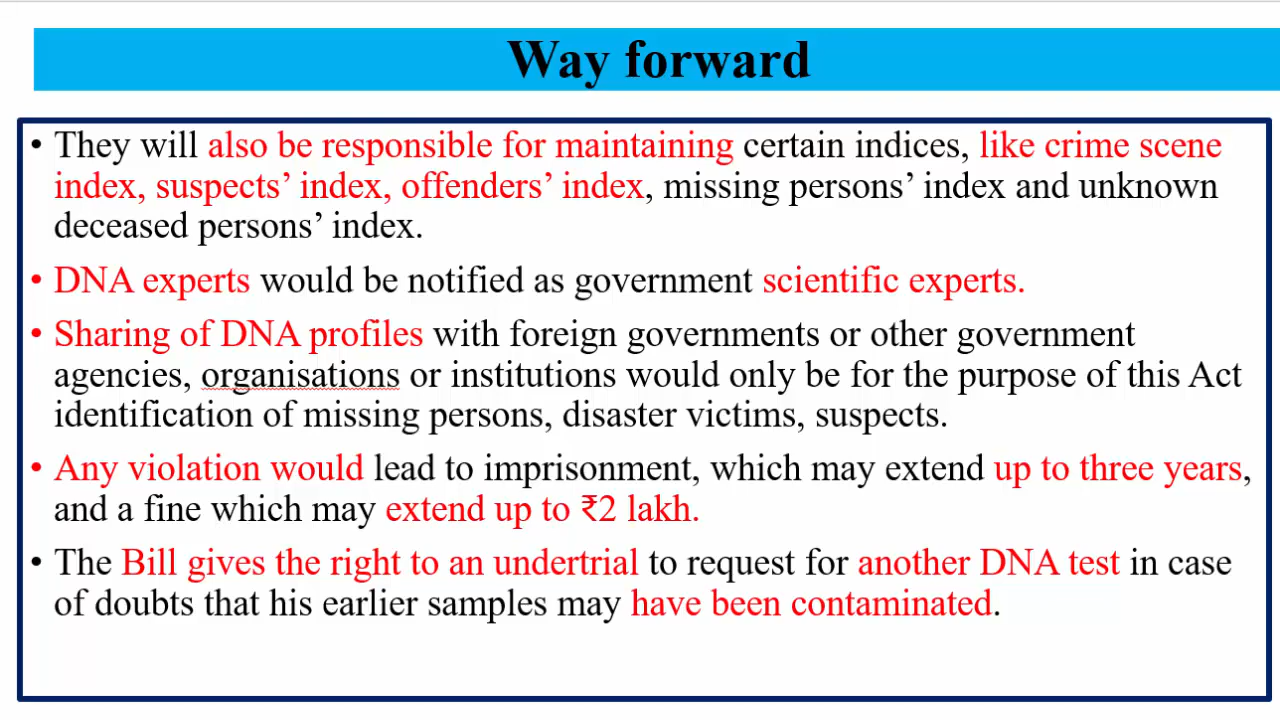 Way forward
• They will also be responsible for maintaining certain indices, like crime scene
index, suspects’ index, offenders’ index, missing persons’ index and unknown
deceased persons’ index.
• DNA experts would be notified as government scientific experts.
• Sharing of DNA profiles with foreign governments or other government
agencies, organisations or institutions would only be for the purpose of this Act
identification of missing persons, disaster victims, suspects.
• Any violation would lead to imprisonment, which may extend up to three years,
and a fine which may extend up to ₹2 lakh.
• The Bill gives the right to an undertrial to request for another DNA test in case
of doubts that his earlier samples may have been contaminated.